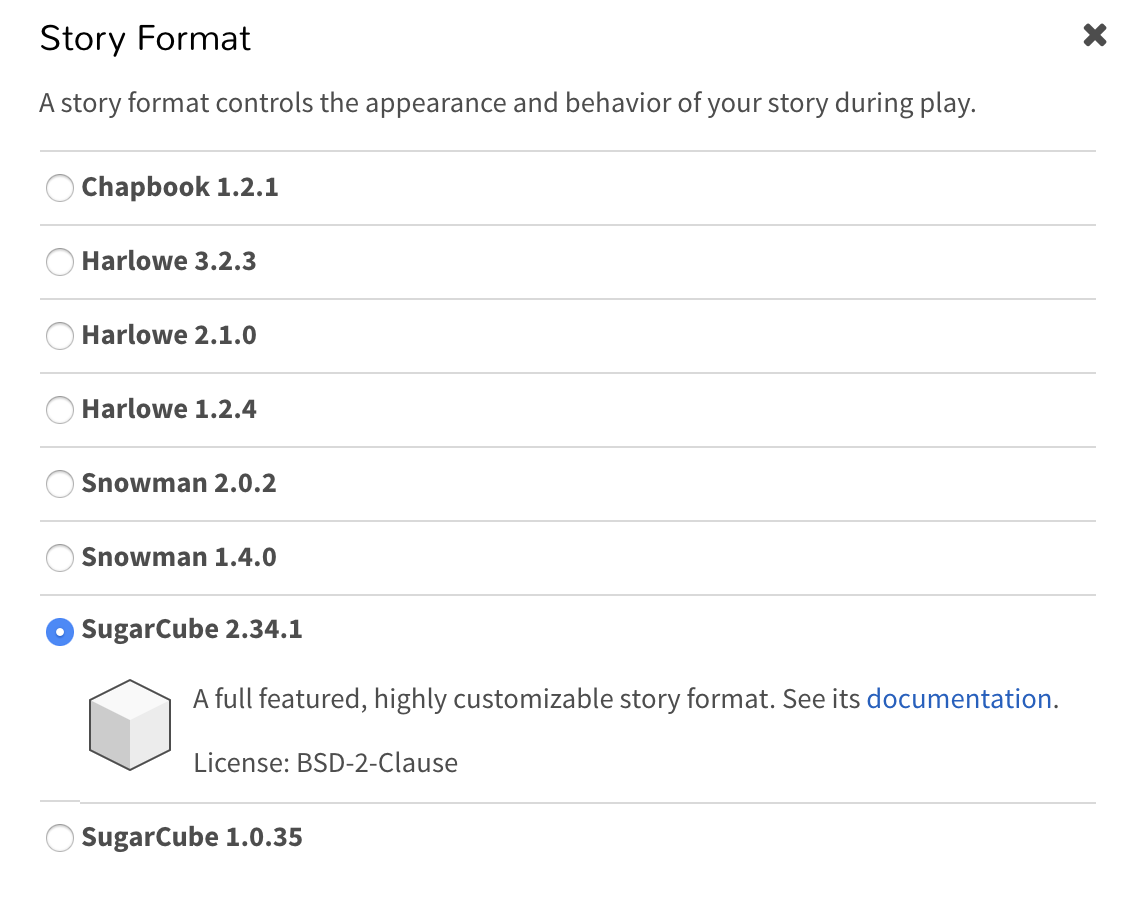 Story Format
A story format controls the appearance and behavior of your story during play.
Chapbook 1.2.1
Harlowe 3.2.3
Harlowe 2.1.0
Harlowe 1.2.4
Snowman 2.0.2
Snowman 1.4.0
SugarCube 2.34.1
A full featured, highly customizable story format. See its documentation.
License: BSD-2-Clause
SugarCube 1.0.35